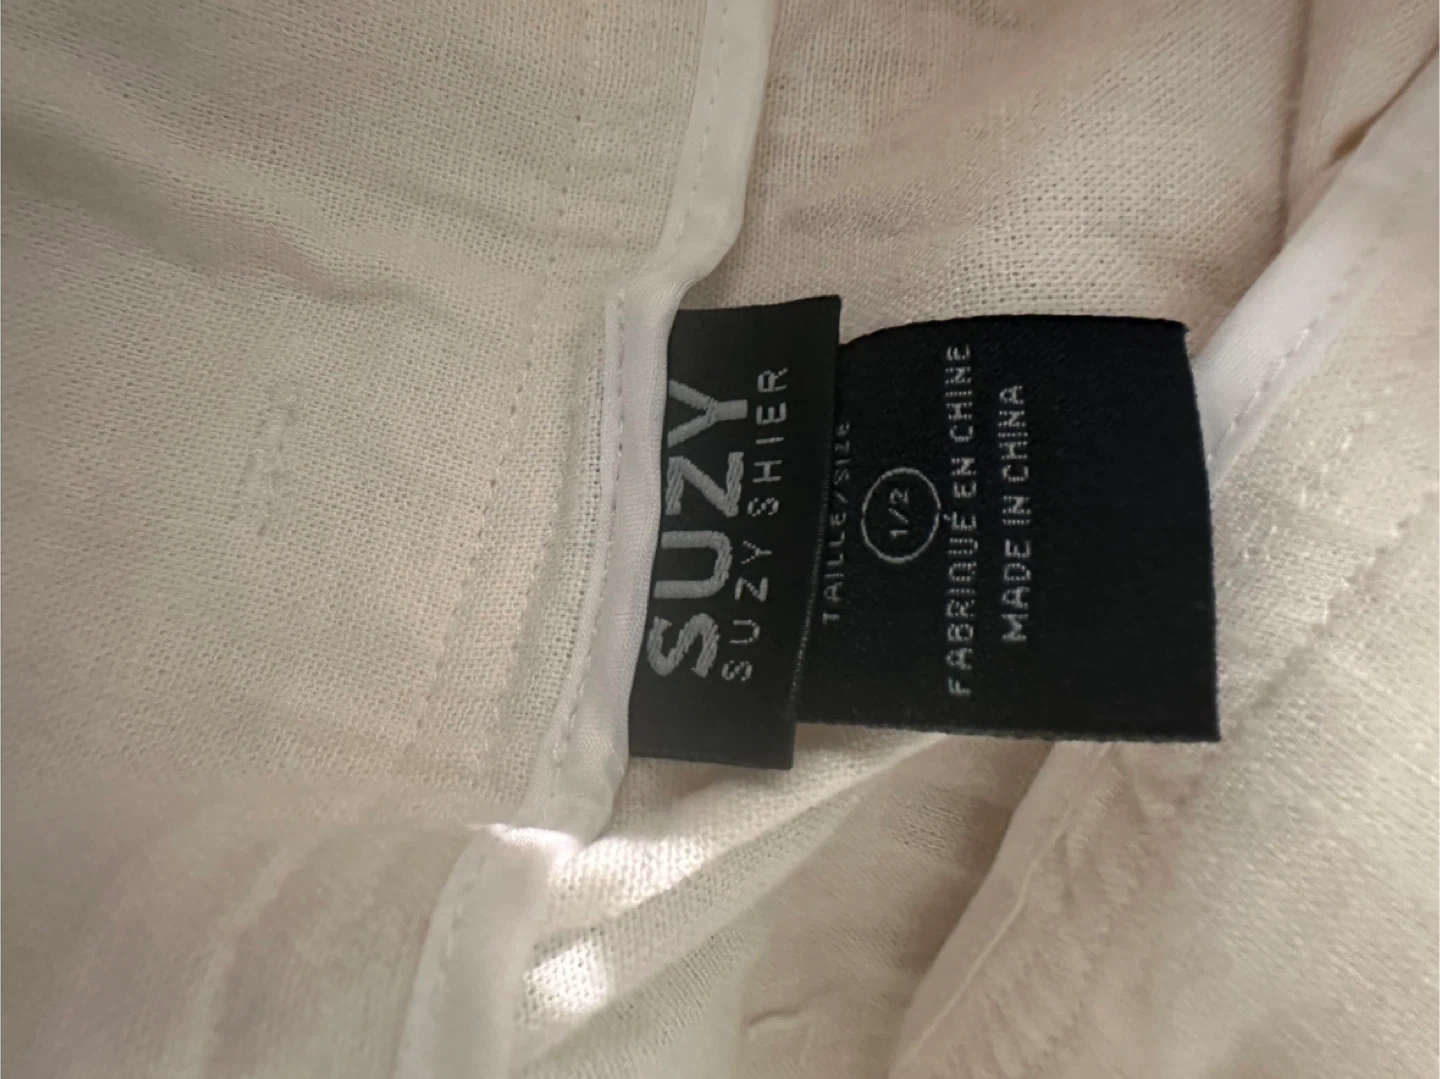 SUZY
SUZY SHIER
TAILLE/SIZE
1/2
FABRIQUÉ EN CHINE
MADE IN CHINA